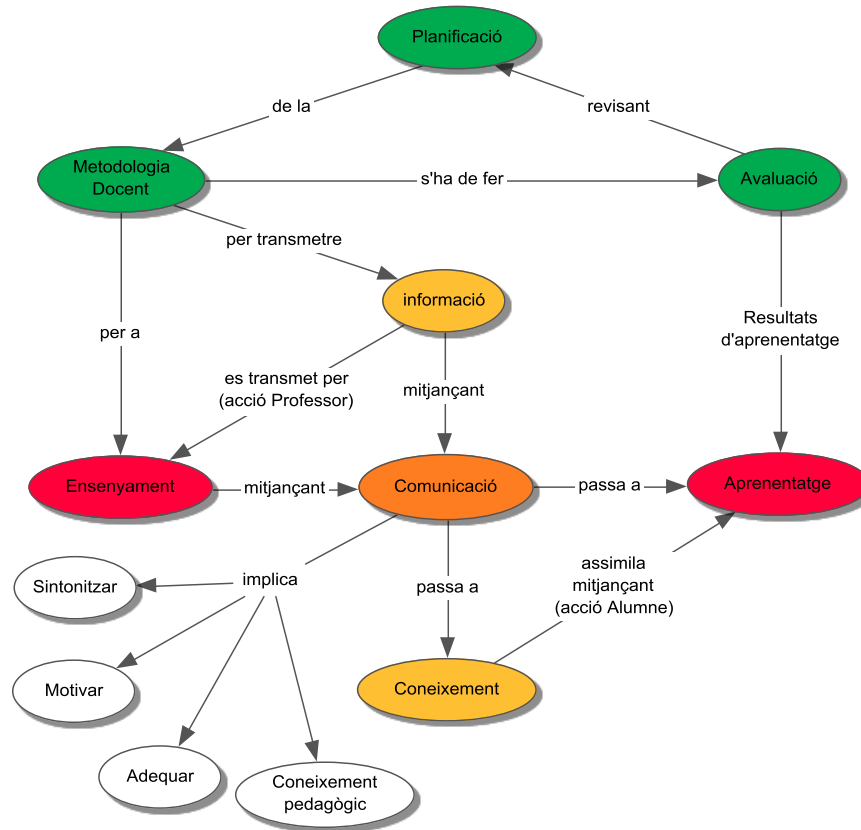 Planificació
de la
revisant
Metodologia
Docent
s'ha de fer
Avaluació
per transmetre
informació
per a
Resultats
d'aprenentatge
es transmet per
(acció Professor)
mitjançant
Ensenyament
mitjançant
Comunicació
passa a
Aprenentatge
Sintonitzar
implica
passa a
assimila
mitjançant
(acció Alumne)
Motivar
Coneixement
Adequar
Coneixement
pedagògic